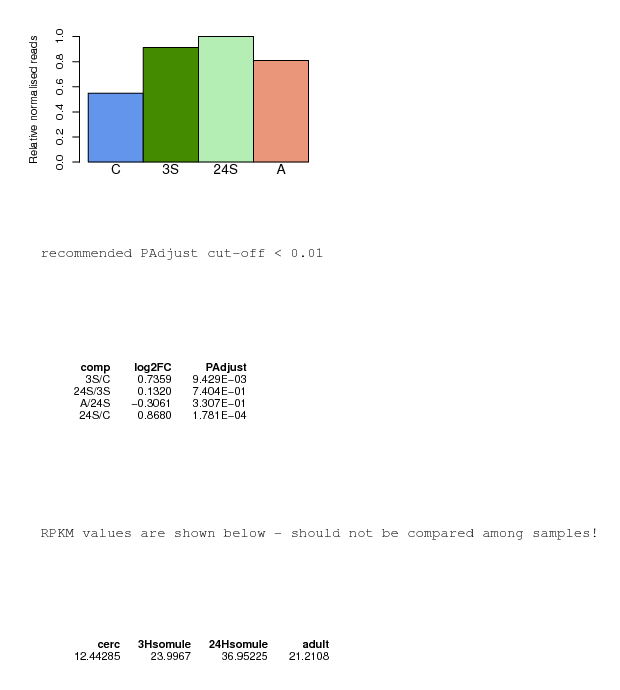 Relative normalised reads
1.0
0.8
0.6
0.4
0.2
0.0
C 3S 24S A
recommended PAdjust cut-off < 0.01
comp log2FC PAdjust
3S/C 0.7359 9.429E−03
24S/3S 0.1320 7.404E−01
A/24S −0.3061 3.307E−01
24S/C 0.8680 1.781E−04
RPKM values are shown below - should not be compared among samples!
cerc 3Hsomule 24Hsomule adult
12.44285 23.9967 36.95225 21.2108